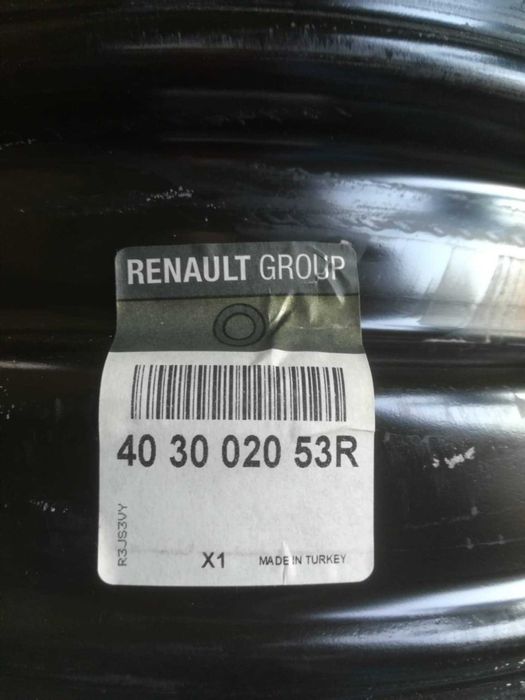 RENAULT GROUP
40 30 020 53R
R3JS3VY
X1
MADE IN TURKEY